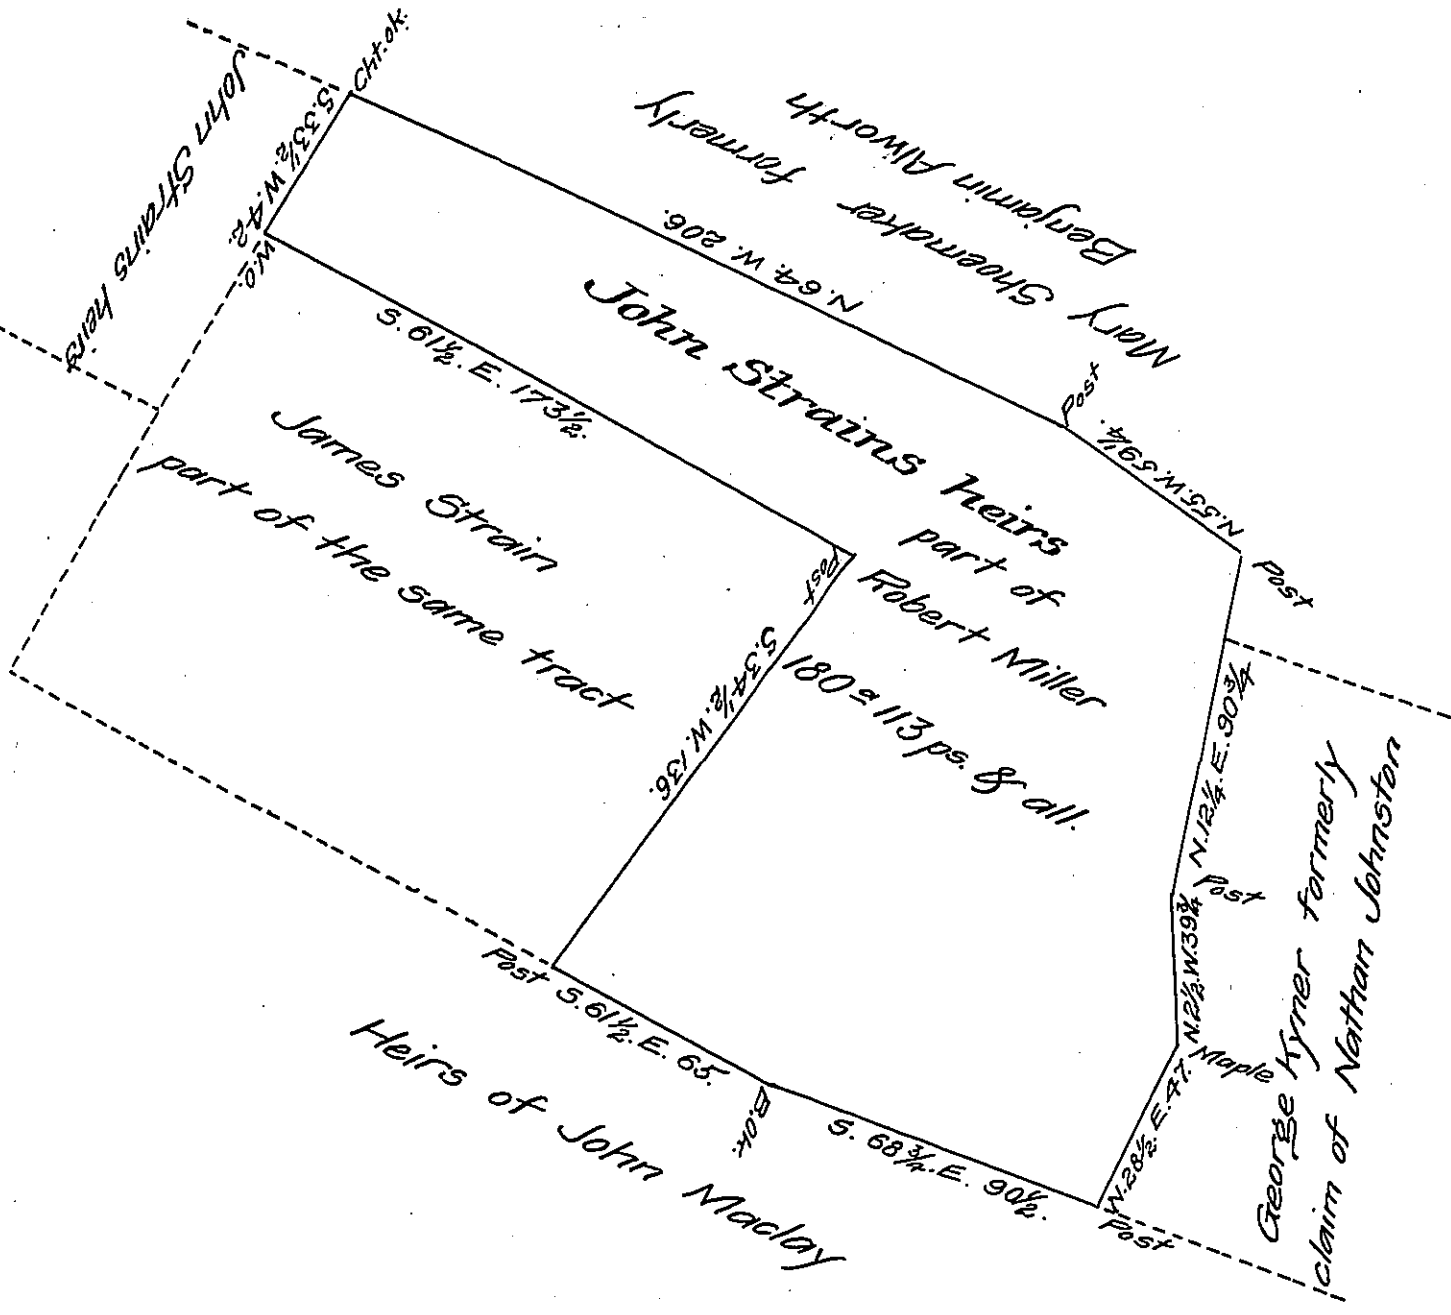 John Strains heirs
Cht.ok.
S.33½.W.42.
W.o.
Mary Shoemaker formerly
Benjamin Alworth
N.64.W.206.
S.61½.E.173½.
John Strains heirs
part of
Robert Miller
180a 113 ps. & all.
James Strain
part of the same tract
Post
N.55.W.59¼.
Post
Post
S.34½.W.136.
N.12¼.E.90¾
Post
N.2½.W.39¾
Maple
N.28½.E.47.
Post
S.68¾.E.90½.
B.ok.
S.61½.E.65.
Post
Heirs of John Maclay
George Kyner formerly
claim of Nathan Johnston